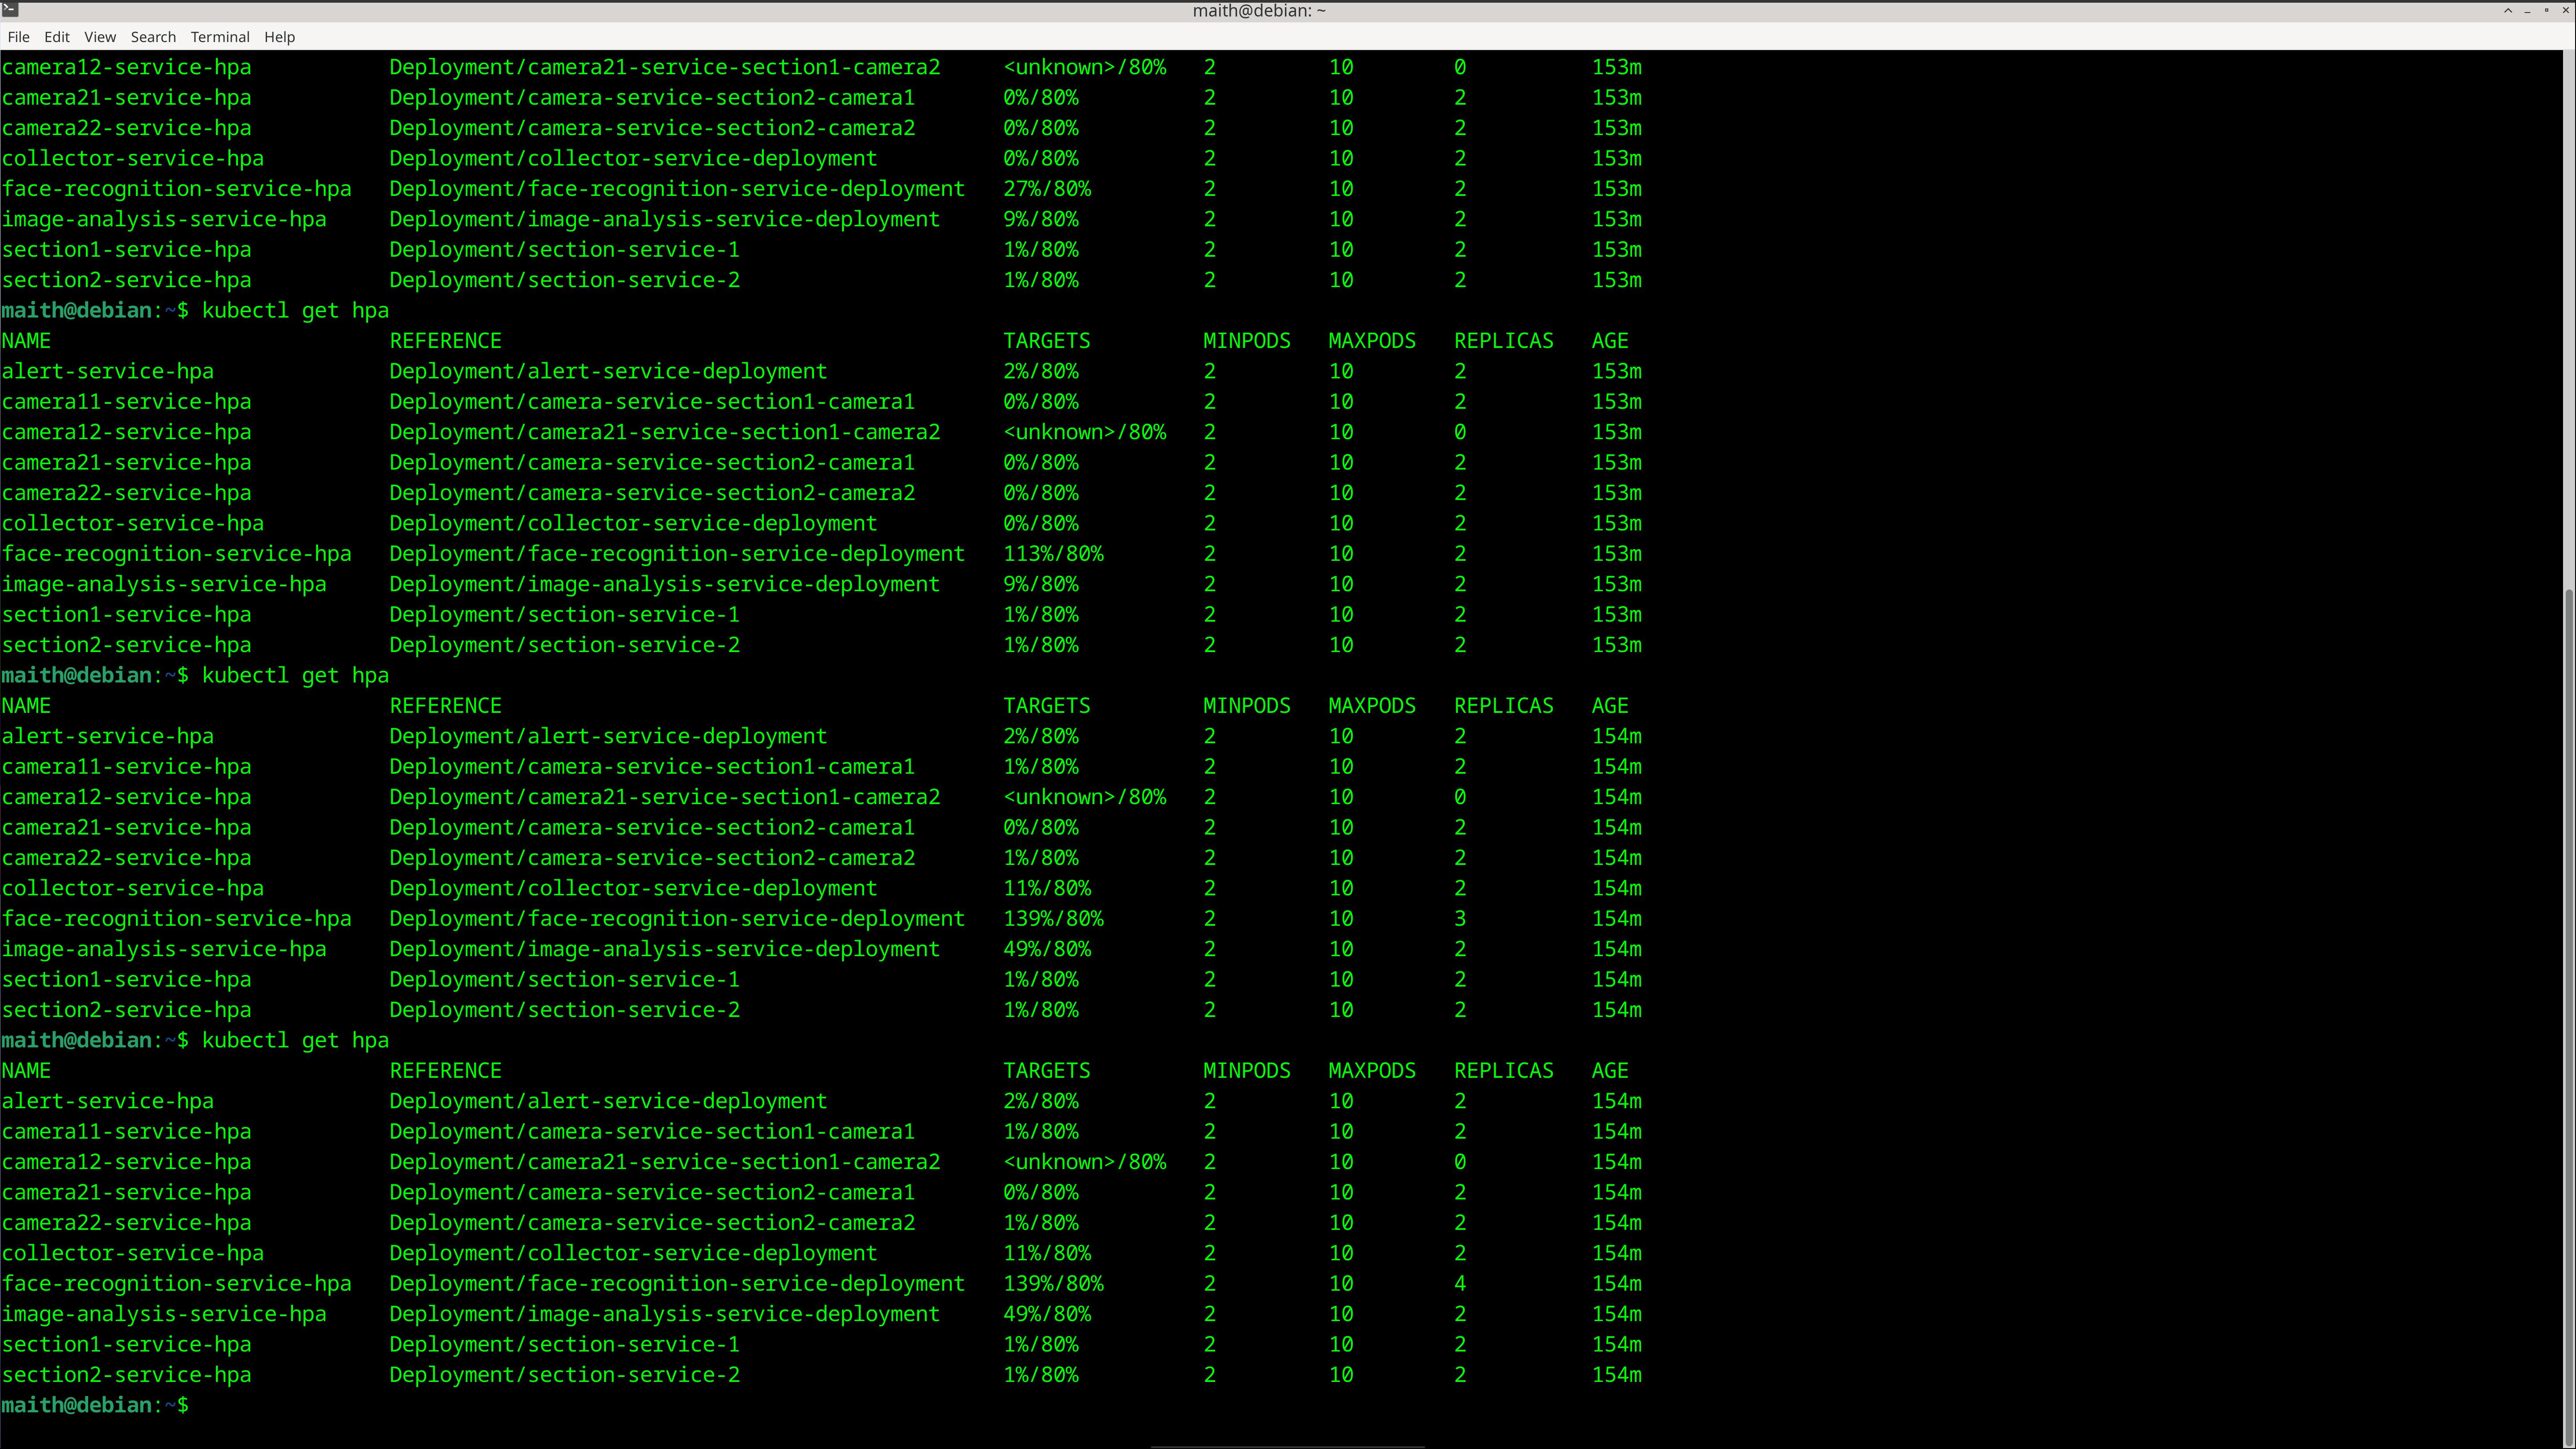 maith@debian: ~
File Edit View Search Terminal Help
camera12-service-hpa Deployment/camera21-service-section1-camera2 <unknown>/80% 2 10 0 153m
camera21-service-hpa Deployment/camera-service-section2-camera1 0%/80% 2 10 2 153m
camera22-service-hpa Deployment/camera-service-section2-camera2 0%/80% 2 10 2 153m
collector-service-hpa Deployment/collector-service-deployment 0%/80% 2 10 2 153m
face-recognition-service-hpa Deployment/face-recognition-service-deployment 27%/80% 2 10 2 153m
image-analysis-service-hpa Deployment/image-analysis-service-deployment 9%/80% 2 10 2 153m
section1-service-hpa Deployment/section-service-1 1%/80% 2 10 2 153m
section2-service-hpa Deployment/section-service-2 1%/80% 2 10 2 153m
maith@debian:~$ kubectl get hpa
NAME REFERENCE TARGETS MINPODS MAXPODS REPLICAS AGE
alert-service-hpa Deployment/alert-service-deployment 2%/80% 2 10 2 153m
camera11-service-hpa Deployment/camera-service-section1-camera1 0%/80% 2 10 2 153m
camera12-service-hpa Deployment/camera21-service-section1-camera2 <unknown>/80% 2 10 0 153m
camera21-service-hpa Deployment/camera-service-section2-camera1 0%/80% 2 10 2 153m
camera22-service-hpa Deployment/camera-service-section2-camera2 0%/80% 2 10 2 153m
collector-service-hpa Deployment/collector-service-deployment 0%/80% 2 10 2 153m
face-recognition-service-hpa Deployment/face-recognition-service-deployment 113%/80% 2 10 2 153m
image-analysis-service-hpa Deployment/image-analysis-service-deployment 9%/80% 2 10 2 153m
section1-service-hpa Deployment/section-service-1 1%/80% 2 10 2 153m
section2-service-hpa Deployment/section-service-2 1%/80% 2 10 2 153m
maith@debian:~$ kubectl get hpa
NAME REFERENCE TARGETS MINPODS MAXPODS REPLICAS AGE
alert-service-hpa Deployment/alert-service-deployment 2%/80% 2 10 2 154m
camera11-service-hpa Deployment/camera-service-section1-camera1 1%/80% 2 10 2 154m
camera12-service-hpa Deployment/camera21-service-section1-camera2 <unknown>/80% 2 10 0 154m
camera21-service-hpa Deployment/camera-service-section2-camera1 0%/80% 2 10 2 154m
camera22-service-hpa Deployment/camera-service-section2-camera2 1%/80% 2 10 2 154m
collector-service-hpa Deployment/collector-service-deployment 11%/80% 2 10 2 154m
face-recognition-service-hpa Deployment/face-recognition-service-deployment 139%/80% 2 10 3 154m
image-analysis-service-hpa Deployment/image-analysis-service-deployment 49%/80% 2 10 2 154m
section1-service-hpa Deployment/section-service-1 1%/80% 2 10 2 154m
section2-service-hpa Deployment/section-service-2 1%/80% 2 10 2 154m
maith@debian:~$ kubectl get hpa
NAME REFERENCE TARGETS MINPODS MAXPODS REPLICAS AGE
alert-service-hpa Deployment/alert-service-deployment 2%/80% 2 10 2 154m
camera11-service-hpa Deployment/camera-service-section1-camera1 1%/80% 2 10 2 154m
camera12-service-hpa Deployment/camera21-service-section1-camera2 <unknown>/80% 2 10 0 154m
camera21-service-hpa Deployment/camera-service-section2-camera1 0%/80% 2 10 2 154m
camera22-service-hpa Deployment/camera-service-section2-camera2 1%/80% 2 10 2 154m
collector-service-hpa Deployment/collector-service-deployment 11%/80% 2 10 2 154m
face-recognition-service-hpa Deployment/face-recognition-service-deployment 139%/80% 2 10 4 154m
image-analysis-service-hpa Deployment/image-analysis-service-deployment 49%/80% 2 10 2 154m
section1-service-hpa Deployment/section-service-1 1%/80% 2 10 2 154m
section2-service-hpa Deployment/section-service-2 1%/80% 2 10 2 154m
maith@debian:~$